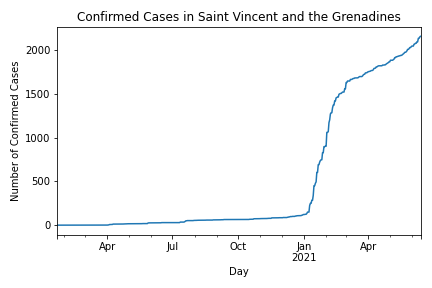 Confirmed Cases in Saint Vincent and the Grenadines
Number of Confirmed Cases
2000
1500
1000
500
0
Apr Jul Oct Jan Apr
2021
Day